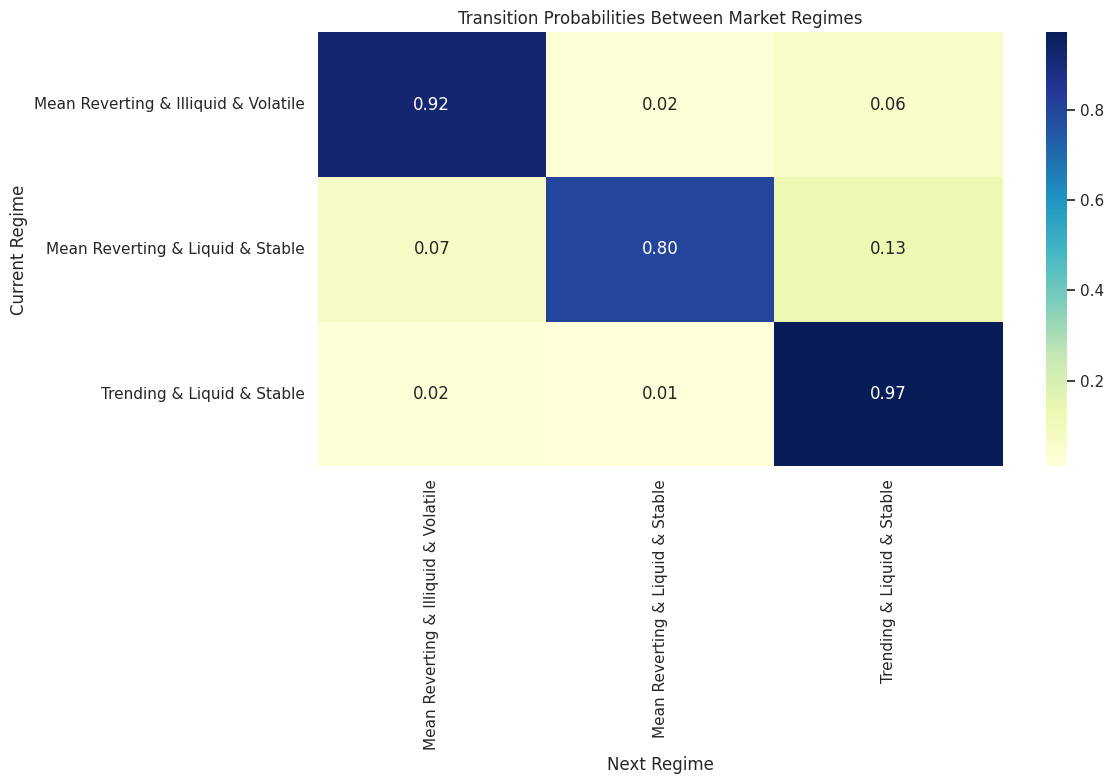 Transition Probabilities Between Market Regimes
Current Regime
Mean Reverting & Illiquid & Volatile
0.92
0.02
0.06
Mean Reverting & Liquid & Stable
0.07
0.80
0.13
Trending & Liquid & Stable
0.02
0.01
0.97
0.8
0.6
0.4
0.2
Mean Reverting & Illiquid & Volatile
Mean Reverting & Liquid & Stable
Trending & Liquid & Stable
Next Regime